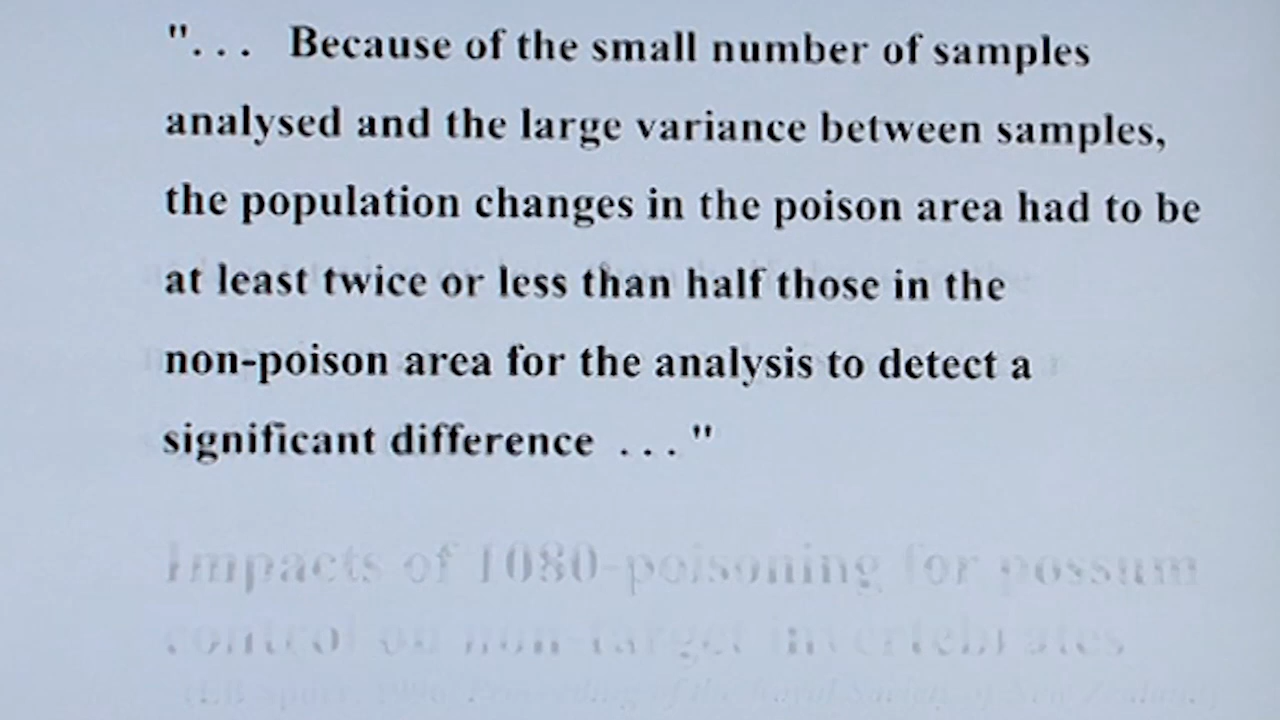 ". . . Because of the small number of samples
analysed and the large variance between samples,
the population changes in the poison area had to be
at least twice or less than half those in the
non-poison area for the analysis to detect a
significant difference . . . "
Impacts of 1080-poisoning for possum
control on non-target invertebrates